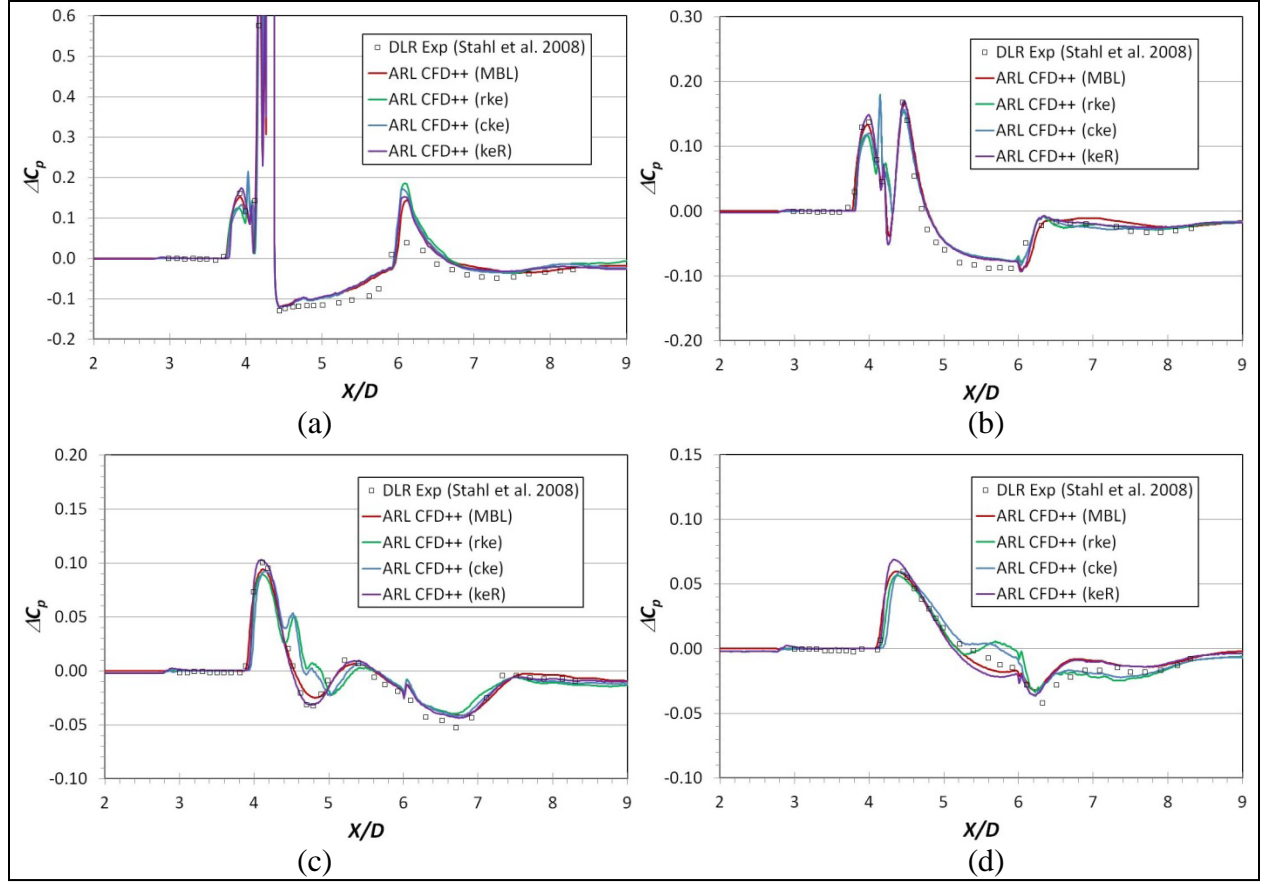 0.6
0.5
0.4
0.3
0.2
0.1
0.0
-0.1
-0.2
ΔCp
DLR Exp (Stahl et al. 2008)
ARL CFD++ (MBL)
ARL CFD++ (rke)
ARL CFD++ (cke)
ARL CFD++ (keR)
2 3 4 5 6 7 8 9
X/D
(a)
0.30
0.20
0.10
0.00
-0.10
-0.20
ΔCp
DLR Exp (Stahl et al. 2008)
ARL CFD++ (MBL)
ARL CFD++ (rke)
ARL CFD++ (cke)
ARL CFD++ (keR)
2 3 4 5 6 7 8 9
X/D
(b)
0.20
0.15
0.10
0.05
0.00
-0.05
-0.10
ΔCp
DLR Exp (Stahl et al. 2008)
ARL CFD++ (MBL)
ARL CFD++ (rke)
ARL CFD++ (cke)
ARL CFD++ (keR)
2 3 4 5 6 7 8 9
X/D
(c)
0.15
0.10
0.05
0.00
-0.05
-0.10
ΔCp
DLR Exp (Stahl et al. 2008)
ARL CFD++ (MBL)
ARL CFD++ (rke)
ARL CFD++ (cke)
ARL CFD++ (keR)
2 3 4 5 6 7 8 9
X/D
(d)